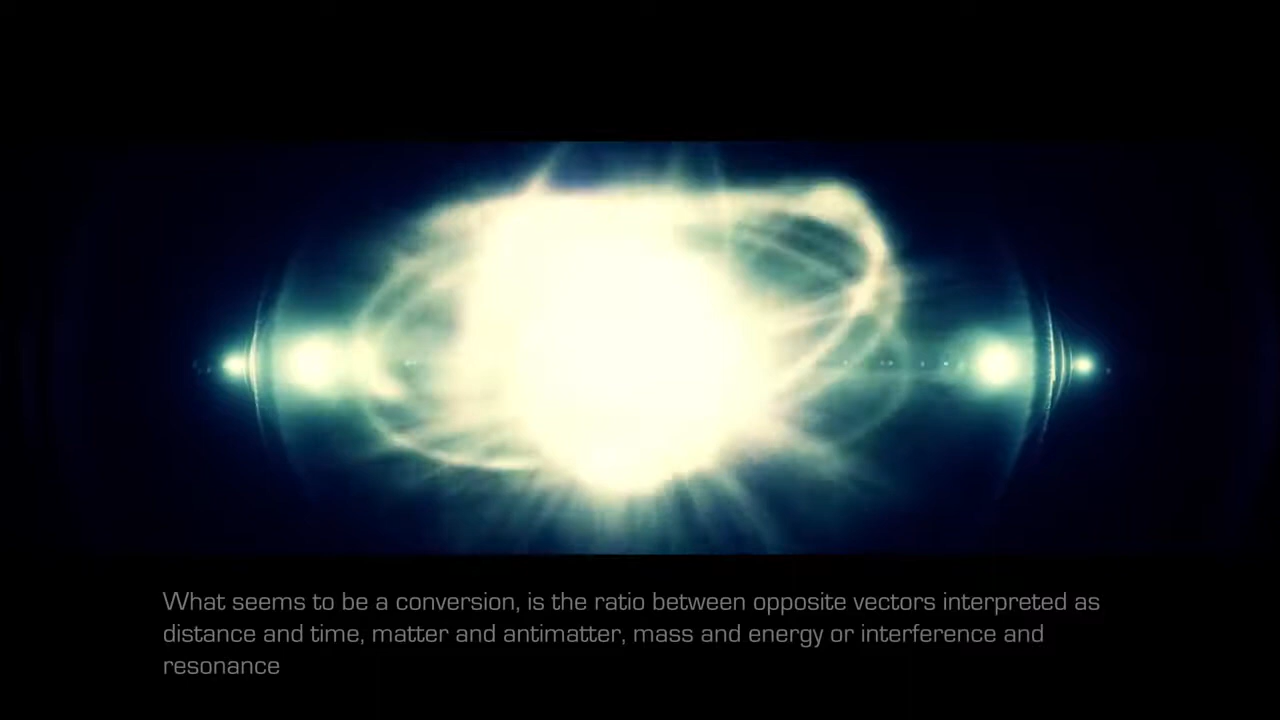 What seems to be a conversion, is the ratio between opposite vectors interpreted as
distance and time, matter and antimatter, mass and energy or interference and
resonance